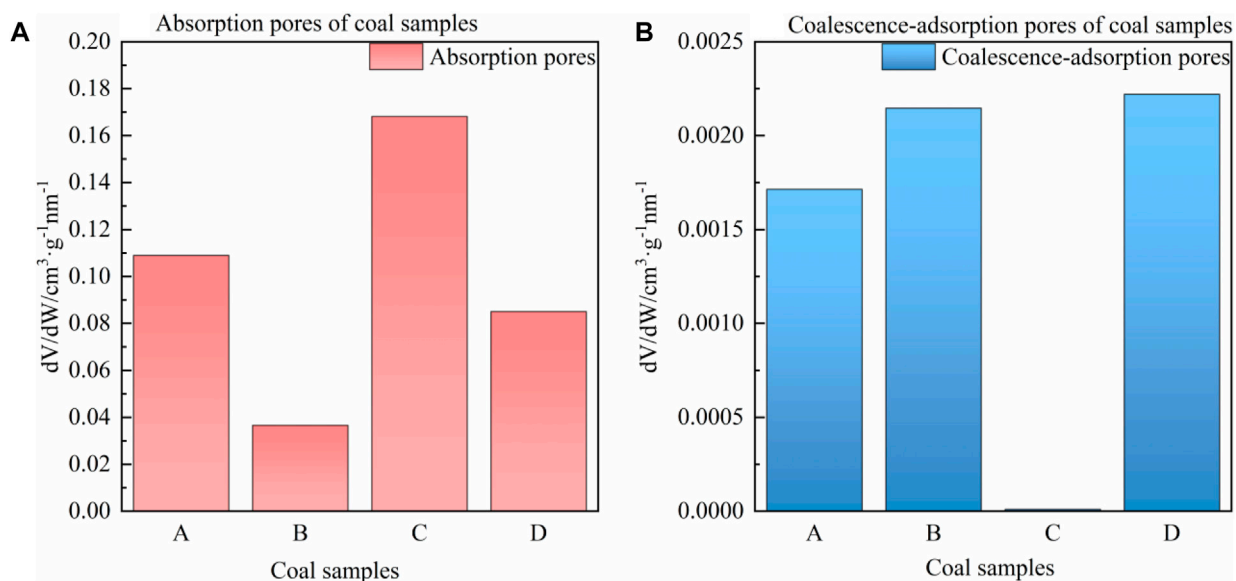 A
Absorption pores of coal samples
Absorption pores
dV/dW/cm³·g⁻¹nm⁻¹
0.20
0.18
0.16
0.14
0.12
0.10
0.08
0.06
0.04
0.02
0.00
A B C D
Coal samples
B
Coalescence-adsorption pores of coal samples
Coalescence-adsorption pores
dV/dW/cm³·g⁻¹nm⁻¹
0.0025
0.0020
0.0015
0.0010
0.0005
0.0000
A B C D
Coal samples